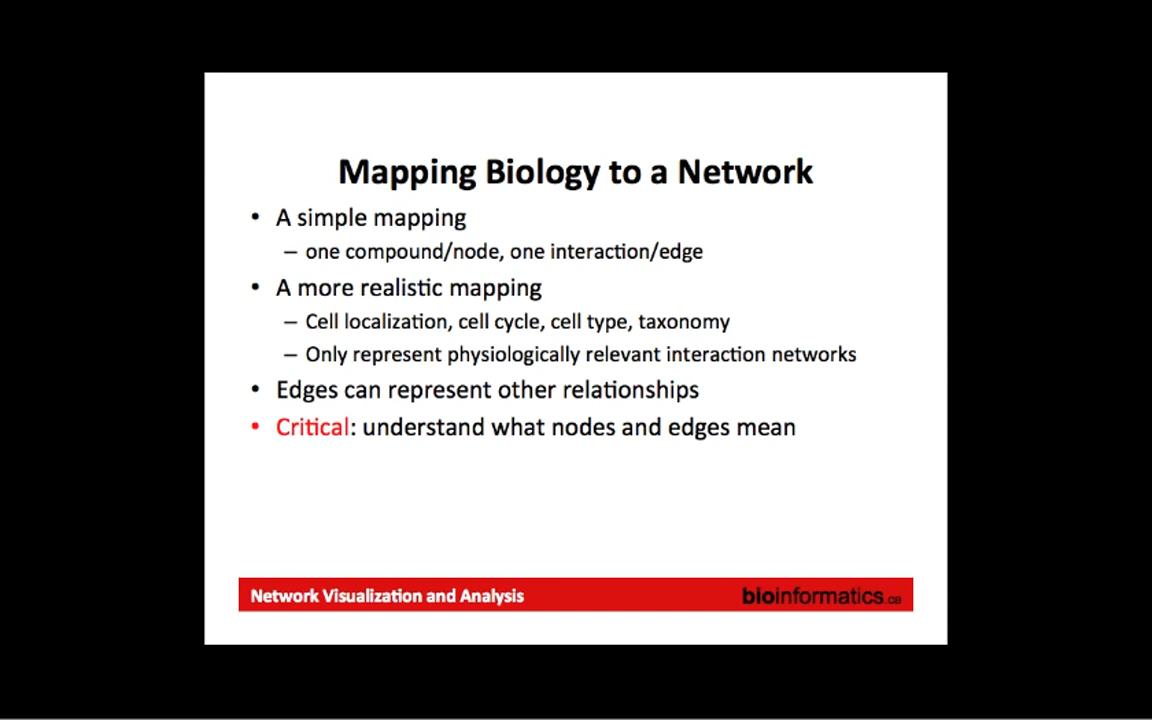 Mapping Biology to a Network
• A simple mapping
– one compound/node, one interaction/edge
• A more realistic mapping
– Cell localization, cell cycle, cell type, taxonomy
– Only represent physiologically relevant interaction networks
• Edges can represent other relationships
• Critical: understand what nodes and edges mean
Network Visualization and Analysis
bioinformatics.ca